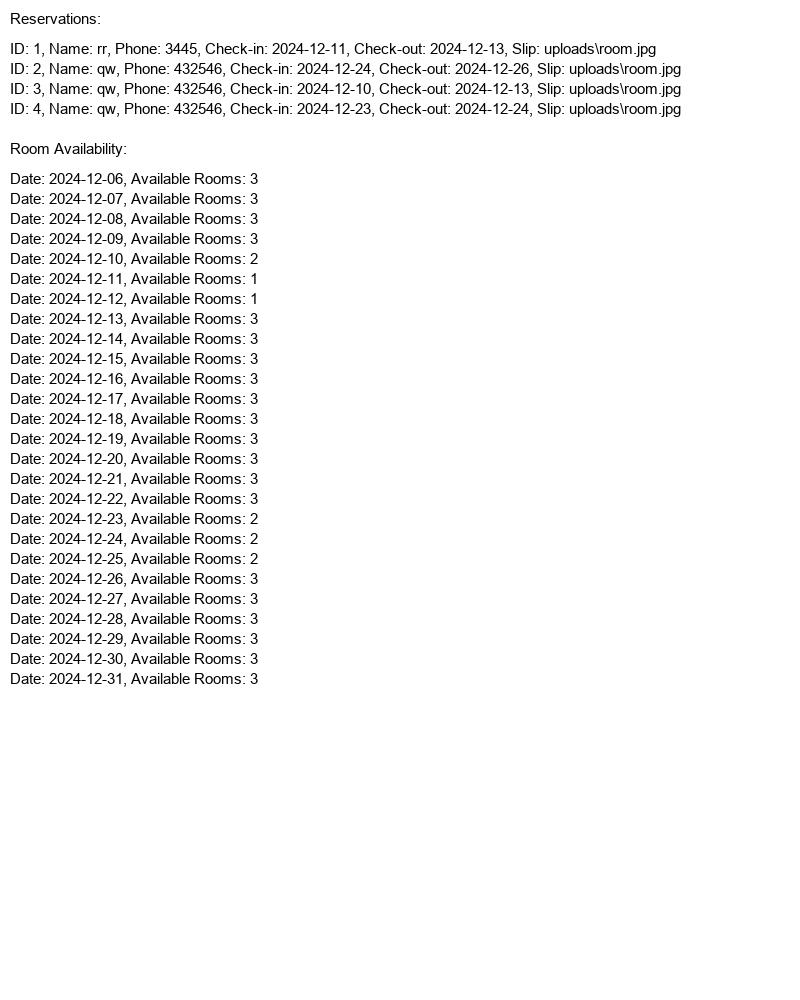 Reservations:
ID: 1, Name: rr, Phone: 3445, Check-in: 2024-12-11, Check-out: 2024-12-13, Slip: uploads\room.jpg
ID: 2, Name: qw, Phone: 432546, Check-in: 2024-12-24, Check-out: 2024-12-26, Slip: uploads\room.jpg
ID: 3, Name: qw, Phone: 432546, Check-in: 2024-12-10, Check-out: 2024-12-13, Slip: uploads\room.jpg
ID: 4, Name: qw, Phone: 432546, Check-in: 2024-12-23, Check-out: 2024-12-24, Slip: uploads\room.jpg
Room Availability:
Date: 2024-12-06, Available Rooms: 3
Date: 2024-12-07, Available Rooms: 3
Date: 2024-12-08, Available Rooms: 3
Date: 2024-12-09, Available Rooms: 3
Date: 2024-12-10, Available Rooms: 2
Date: 2024-12-11, Available Rooms: 1
Date: 2024-12-12, Available Rooms: 1
Date: 2024-12-13, Available Rooms: 3
Date: 2024-12-14, Available Rooms: 3
Date: 2024-12-15, Available Rooms: 3
Date: 2024-12-16, Available Rooms: 3
Date: 2024-12-17, Available Rooms: 3
Date: 2024-12-18, Available Rooms: 3
Date: 2024-12-19, Available Rooms: 3
Date: 2024-12-20, Available Rooms: 3
Date: 2024-12-21, Available Rooms: 3
Date: 2024-12-22, Available Rooms: 3
Date: 2024-12-23, Available Rooms: 2
Date: 2024-12-24, Available Rooms: 2
Date: 2024-12-25, Available Rooms: 2
Date: 2024-12-26, Available Rooms: 3
Date: 2024-12-27, Available Rooms: 3
Date: 2024-12-28, Available Rooms: 3
Date: 2024-12-29, Available Rooms: 3
Date: 2024-12-30, Available Rooms: 3
Date: 2024-12-31, Available Rooms: 3